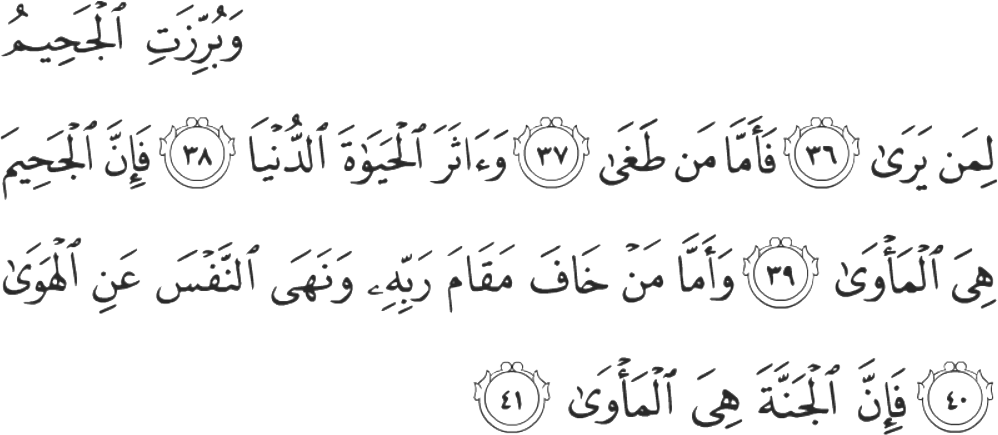 وَبُرِّزَتِ ٱلْجَحِيمُ
لِمَن يَرَىٰ ٣٦ فَأَمَّا مَن طَغَىٰ ٣٧ وَءَاثَرَ ٱلْحَيَوٰةَ ٱلدُّنْيَا ٣٨ فَإِنَّ ٱلْجَحِيمَ
هِىَ ٱلْمَأْوَىٰ ٣٩ وَأَمَّا مَنْ خَافَ مَقَامَ رَبِّهِۦ وَنَهَى ٱلنَّفْسَ عَنِ ٱلْهَوَىٰ
٤٠ فَإِنَّ ٱلْجَنَّةَ هِىَ ٱلْمَأْوَىٰ ٤١